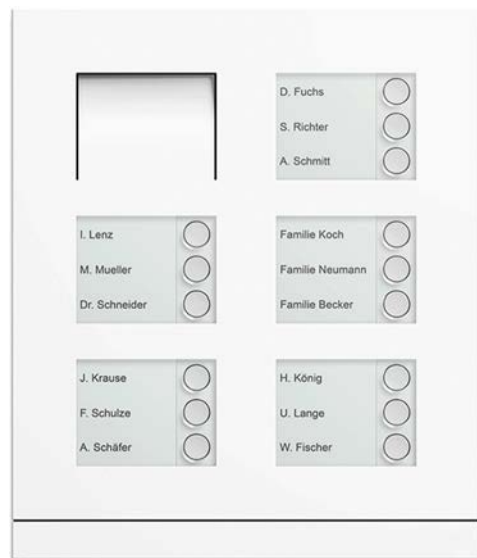 D. Fuchs
S. Richter
A. Schmitt
I. Lenz
M. Mueller
Dr. Schneider
Familie Koch
Familie Neumann
Familie Becker
J. Krause
F. Schulze
A. Schäfer
H. König
U. Lange
W. Fischer